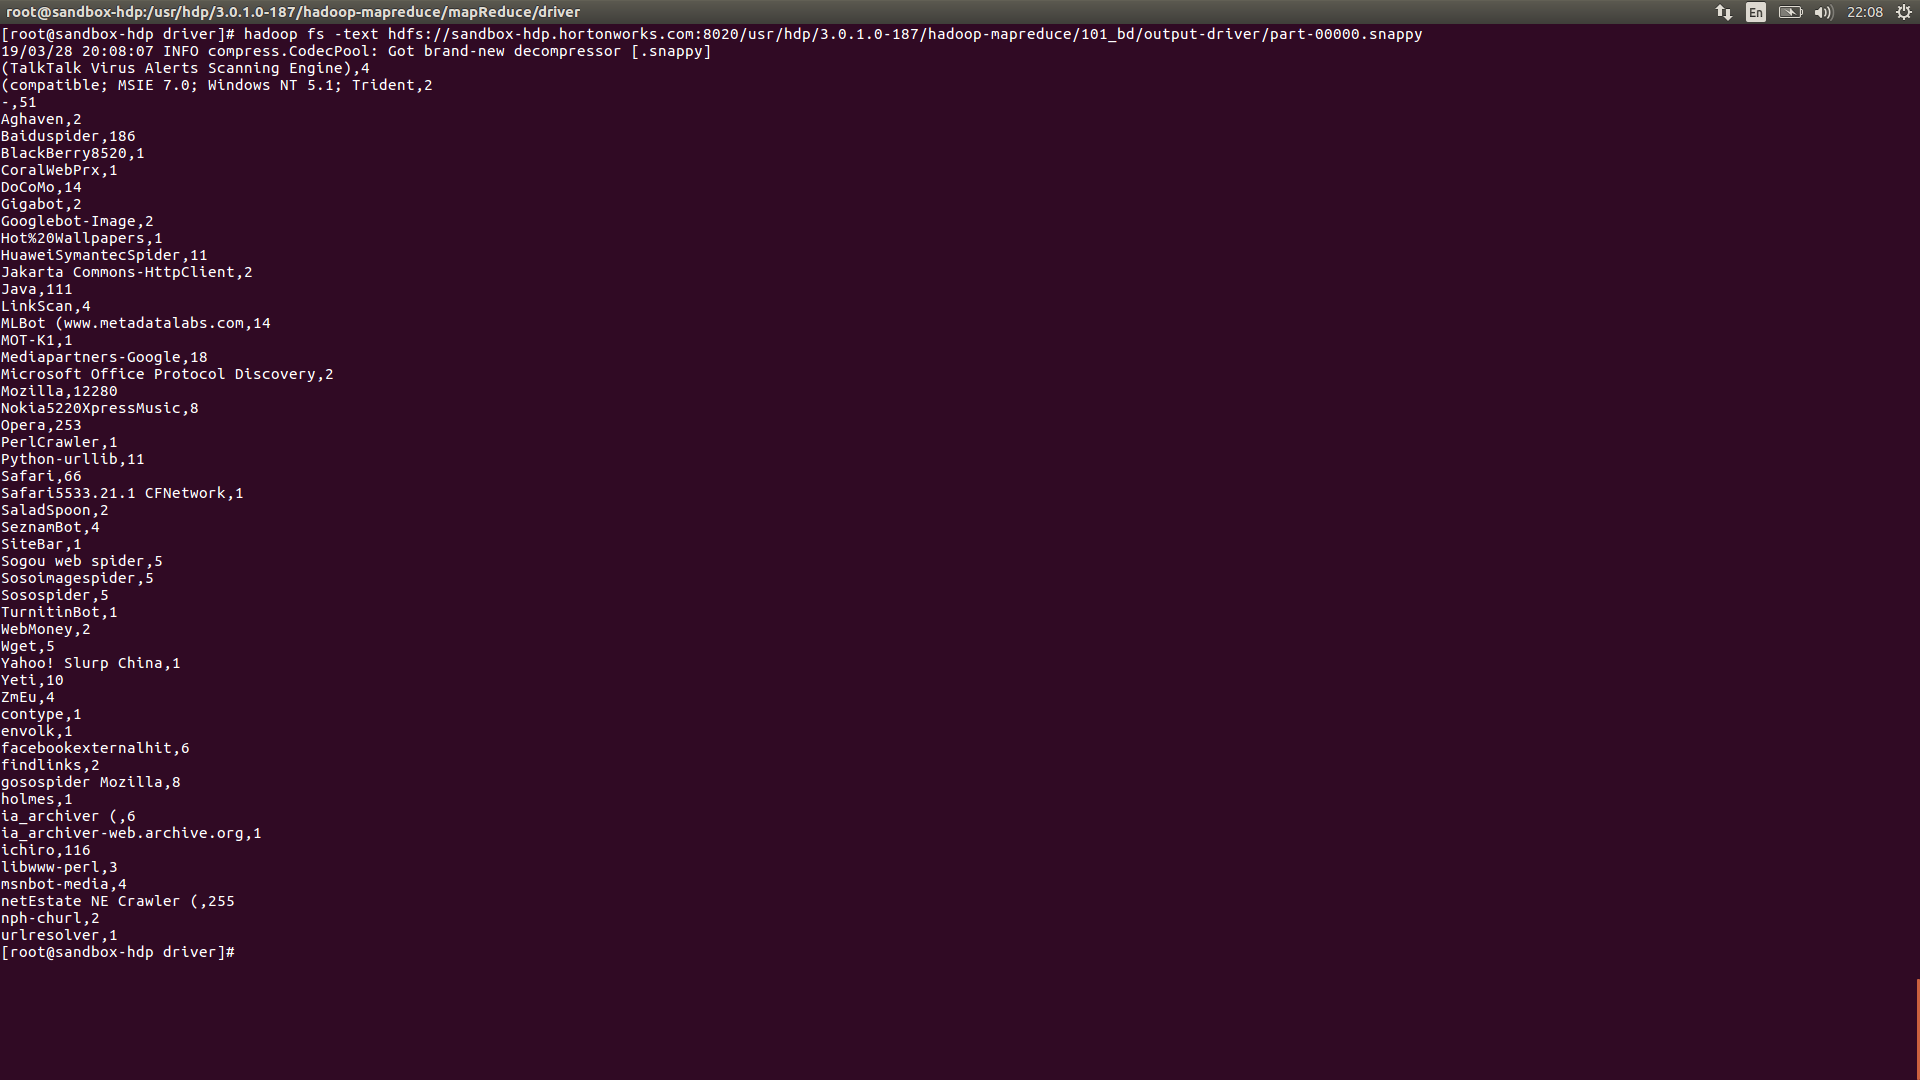 root@sandbox-hdp:/usr/hdp/3.0.1.0-187/hadoop-mapreduce/mapReduce/driver
En
22:08
[root@sandbox-hdp driver]# hadoop fs -text hdfs://sandbox-hdp.hortonworks.com:8020/usr/hdp/3.0.1.0-187/hadoop-mapreduce/101_bd/output-driver/part-00000.snappy
19/03/28 20:08:07 INFO compress.CodecPool: Got brand-new decompressor [.snappy]
(TalkTalk Virus Alerts Scanning Engine),4
(compatible; MSIE 7.0; Windows NT 5.1; Trident,2
-,51
Aghaven,2
Baiduspider,186
BlackBerry8520,1
CoralWebPrx,1
DoCoMo,14
Gigabot,2
Googlebot-Image,2
Hot%20Wallpapers,1
HuaweiSymantecSpider,11
Jakarta Commons-HttpClient,2
Java,111
LinkScan,4
MLBot (www.metadatalabs.com,14
MOT-K1,1
Mediapartners-Google,18
Microsoft Office Protocol Discovery,2
Mozilla,12280
Nokia5220XpressMusic,8
Opera,253
PerlCrawler,1
Python-urllib,11
Safari,66
Safari5533.21.1 CFNetwork,1
SaladSpoon,2
SeznamBot,4
SiteBar,1
Sogou web spider,5
Sosoimagespider,5
Sosospider,5
TurnitinBot,1
WebMoney,2
Wget,5
Yahoo! Slurp China,1
Yeti,10
ZmEu,4
contype,1
envolk,1
facebookexternalhit,6
findlinks,2
gosospider Mozilla,8
holmes,1
ia_archiver (,6
ia_archiver-web.archive.org,1
ichiro,116
libwww-perl,3
msnbot-media,4
netEstate NE Crawler (,255
nph-churl,2
urlresolver,1
[root@sandbox-hdp driver]#